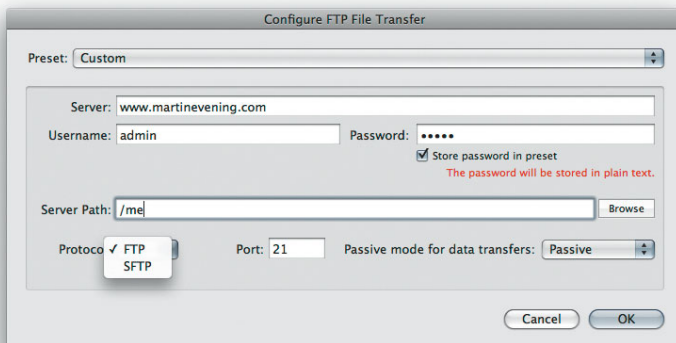 Configure FTP File Transfer
Preset: Custom
Server: www.martinevening.com
Username: admin Password: •••••
Store password in preset
The password will be stored in plain text.
Server Path: /me Browse
Protoco ✓ FTP Port: 21 Passive mode for data transfers: Passive
SFTP
Cancel OK